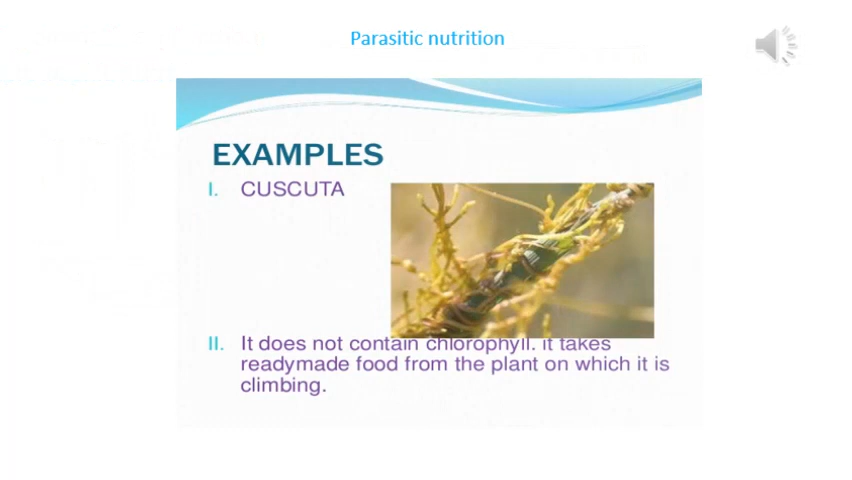 Parasitic nutrition
EXAMPLES
I. CUSCUTA
II. It does not contain chlorophyll. it takes
readymade food from the plant on which it is
climbing.